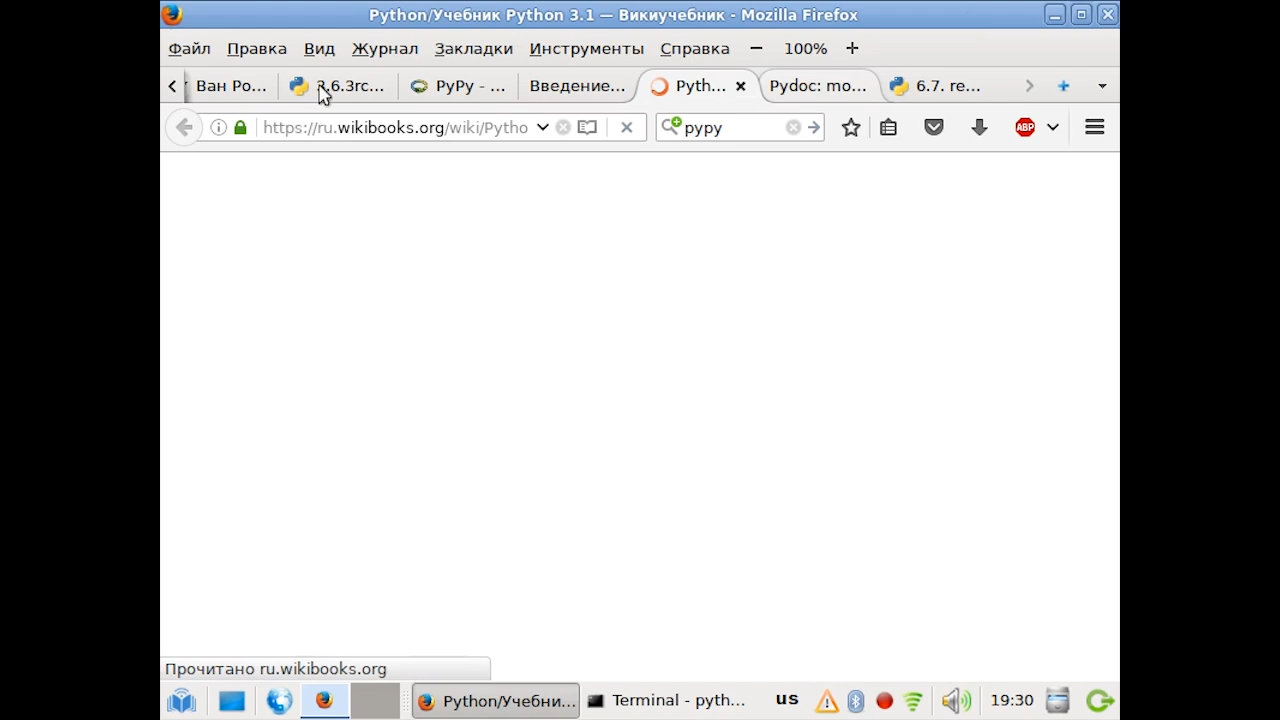 Python/Учебник Python 3.1 — Викиучебник - Mozilla Firefox
Файл Правка Вид Журнал Закладки Инструменты Справка − 100% +
Ван Ро... 3.6.3rc... PyPy - ... Введение... Pyth... Pydoc: mo... 6.7. re...
https://ru.wikibooks.org/wiki/Pytho pypy ABP
Прочитано ru.wikibooks.org
Python/Учебни... Terminal - pyth... us 19:30